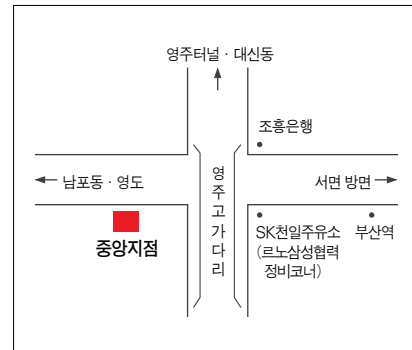 영주터널 · 대신동
조흥은행
남포동 · 영도
서면 방면
영주고가다리
중앙지점
SK천일주유소
(르노삼성협력
정비코너)
부산역